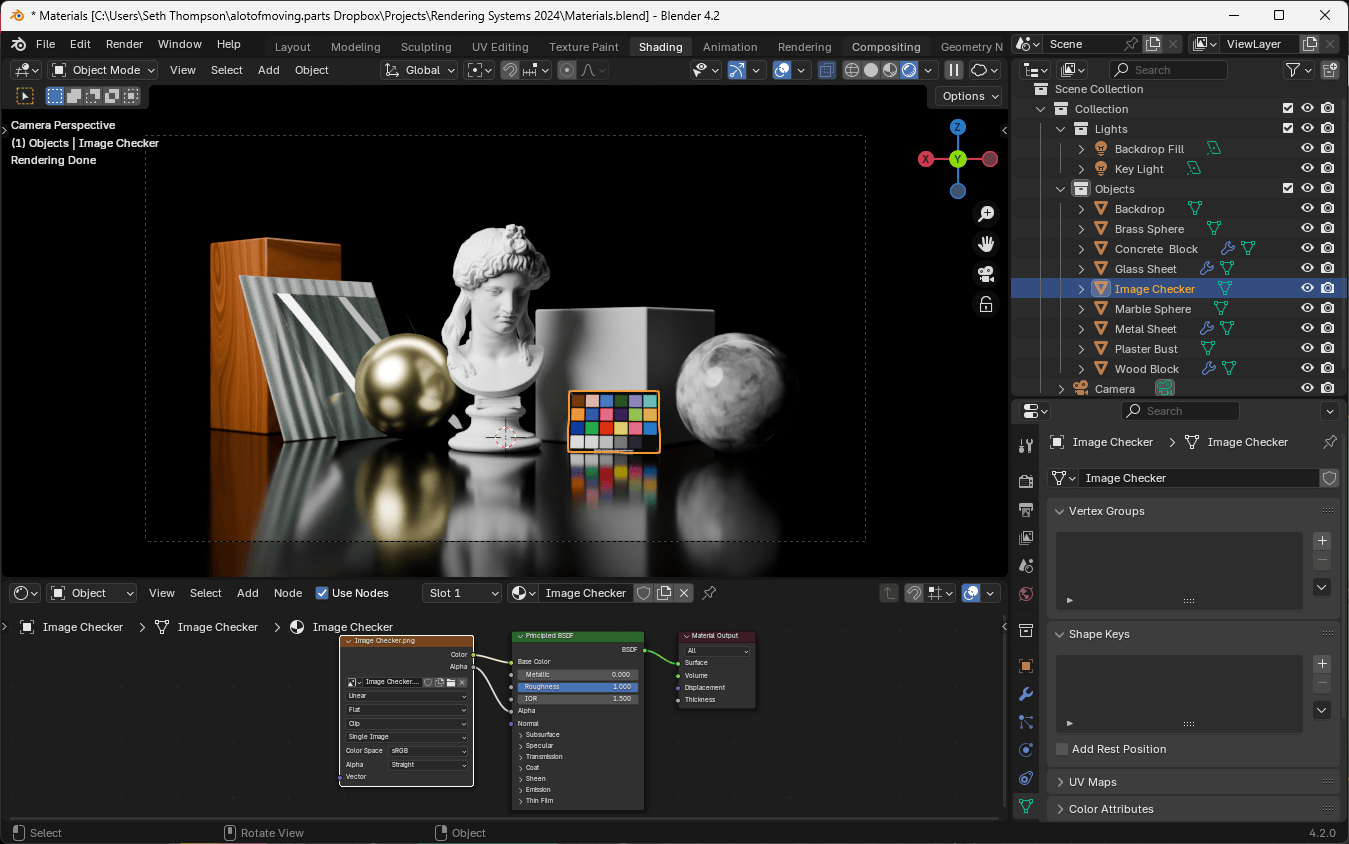 * Materials [C:\Users\Seth Thompson\alotofmoving.parts Dropbox\Projects\Rendering Systems 2024\Materials.blend] - Blender 4.2
File Edit Render Window Help Layout Modeling Sculpting UV Editing Texture Paint Shading Animation Rendering Compositing Geometry N Scene ViewLayer
Object Mode View Select Add Object Global
Search
Options
Camera Perspective
(1) Objects | Image Checker
Rendering Done
Z
X
Y
Scene Collection
Collection
Lights
Backdrop Fill
Key Light
Objects
Backdrop
Brass Sphere
Concrete Block
Glass Sheet
Image Checker
Marble Sphere
Metal Sheet
Plaster Bust
Wood Block
Camera
Search
Image Checker Image Checker
Image Checker
Vertex Groups
Shape Keys
Add Rest Position
UV Maps
Color Attributes
Object View Select Add Node Use Nodes Slot 1 Image Checker
Image Checker Image Checker Image Checker
Image Checker.png
Color
Alpha
Image Checker....
Linear
Flat
Clip
Single Image
Color Space sRGB
Alpha Straight
Vector
Principled BSDF
BSDF
Base Color
Metallic 0.000
Roughness 1.000
IOR 1.500
Alpha
Normal
Subsurface
Specular
Transmission
Coat
Sheen
Emission
Thin Film
Material Output
All
Surface
Volume
Displacement
Thickness
Select Rotate View Object 4.2.0